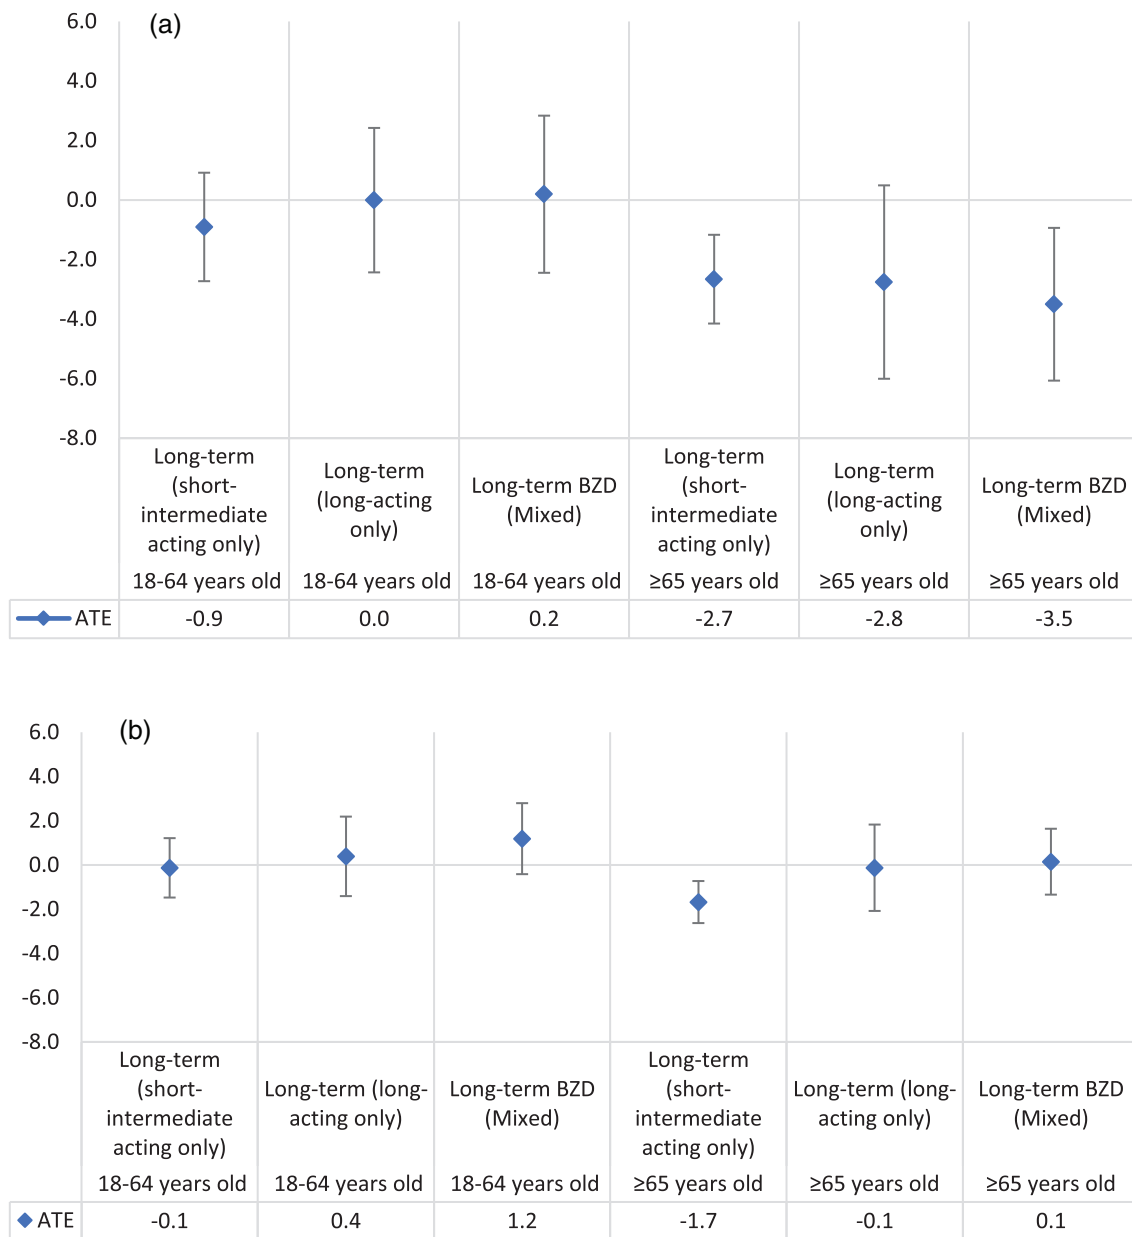 (a)
6.0
4.0
2.0
0.0
-2.0
-4.0
-6.0
-8.0
Long-term
(short-
intermediate
acting only)
18-64 years old
Long-term
(long-acting
only)
18-64 years old
Long-term BZD
(Mixed)
18-64 years old
Long-term
(short-
intermediate
acting only)
≥65 years old
Long-term
(long-acting
only)
≥65 years old
Long-term BZD
(Mixed)
≥65 years old
ATE -0.9 0.0 0.2 -2.7 -2.8 -3.5
(b)
6.0
4.0
2.0
0.0
-2.0
-4.0
-6.0
-8.0
Long-term
(short-
intermediate
acting only)
18-64 years old
Long-term (long-
acting only)
18-64 years old
Long-term BZD
(Mixed)
18-64 years old
Long-term
(short-
intermediate
acting only)
≥65 years old
Long-term (long-
acting only)
≥65 years old
Long-term BZD
(Mixed)
≥65 years old
ATE -0.1 0.4 1.2 -1.7 -0.1 0.1